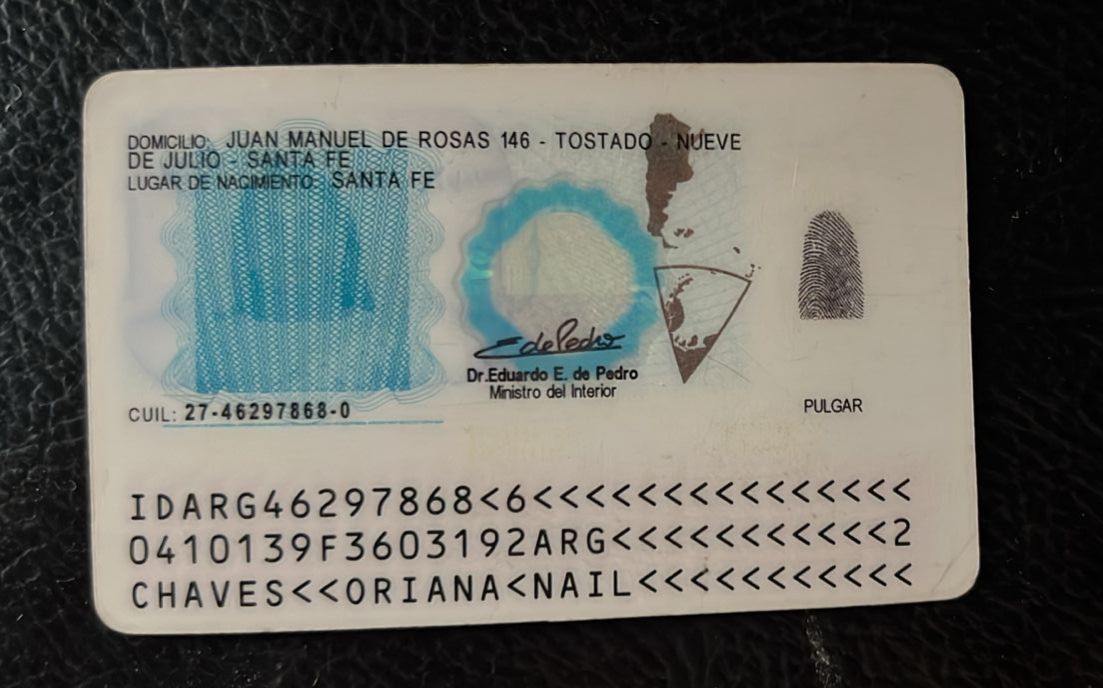 DOMICILIO: JUAN MANUEL DE ROSAS 146 - TOSTADO - NUEVE
DE JULIO - SANTA FE
LUGAR DE NACIMIENTO: SANTA FE
EdePedro
Dr.Eduardo E. de Pedro
Ministro del Interior
PULGAR
CUIL: 27-46297868-0
IDARG46297868<6<<<<<<<<<<<<<<<
0410139F3603192ARG<<<<<<<<<<<2
CHAVES<<ORIANA<NAIL<<<<<<<<<<<